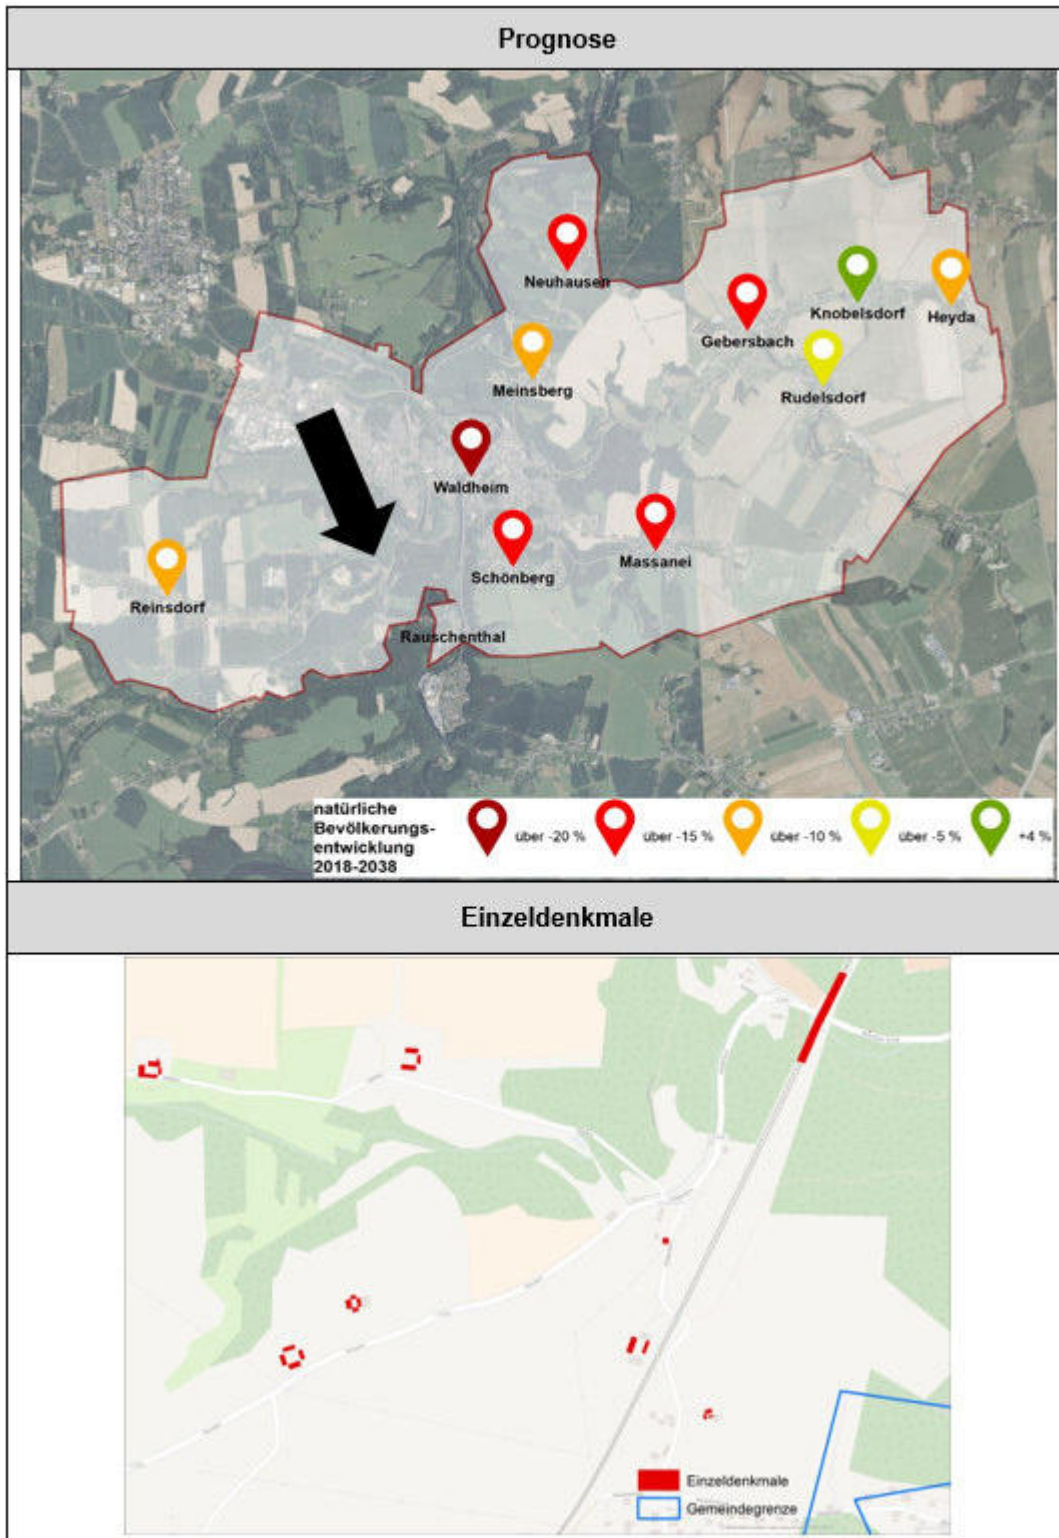 Prognose
Neuhausen
Knobelsdorf
Heyda
Gebersbach
Meinsberg
Rudelsdorf
Waldheim
Massanei
Schönberg
Reinsdorf
Rauschenthal
natürliche
Bevölkerungs-
entwicklung
2018-2038
über -20 %
über -15 %
über -10 %
über -5 %
+4 %
Einzeldenkmale
Einzeldenkmale
Gemeindegrenze